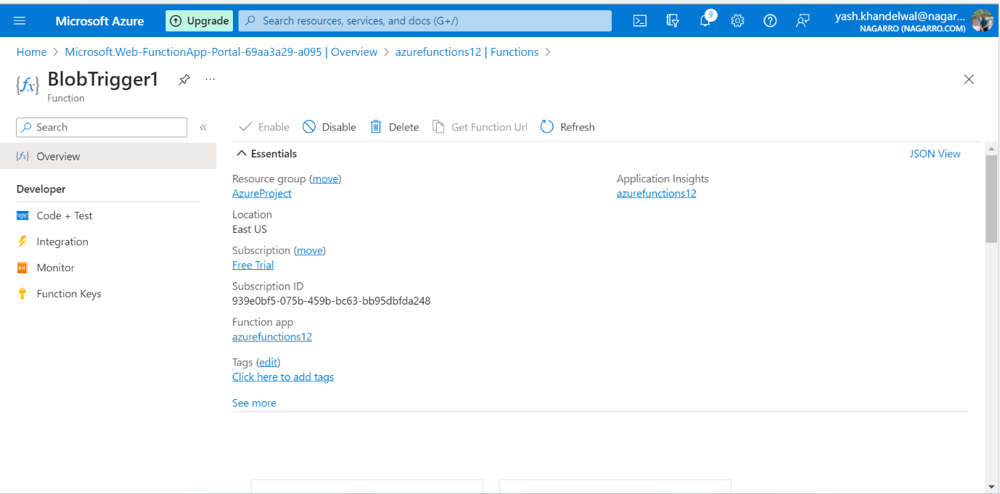 Microsoft Azure
Upgrade
Search resources, services, and docs (G+/)
9
yash.khandelwal@nagar...
NAGARRO (NAGARRO.COM)
Home > Microsoft.Web-FunctionApp-Portal-69aa3a29-a095 | Overview > azurefunctions12 | Functions >
{fx} BlobTrigger1 ...
Function
Search «
Enable Disable Delete Get Function Url Refresh
{fx} Overview
Essentials JSON View
Developer
Code + Test
Integration
Monitor
Function Keys
Resource group (move)
AzureProject
Location
East US
Subscription (move)
Free Trial
Subscription ID
939e0bf5-075b-459b-bc63-bb95dbfda248
Function app
azurefunctions12
Tags (edit)
Click here to add tags
See more
Application Insights
azurefunctions12